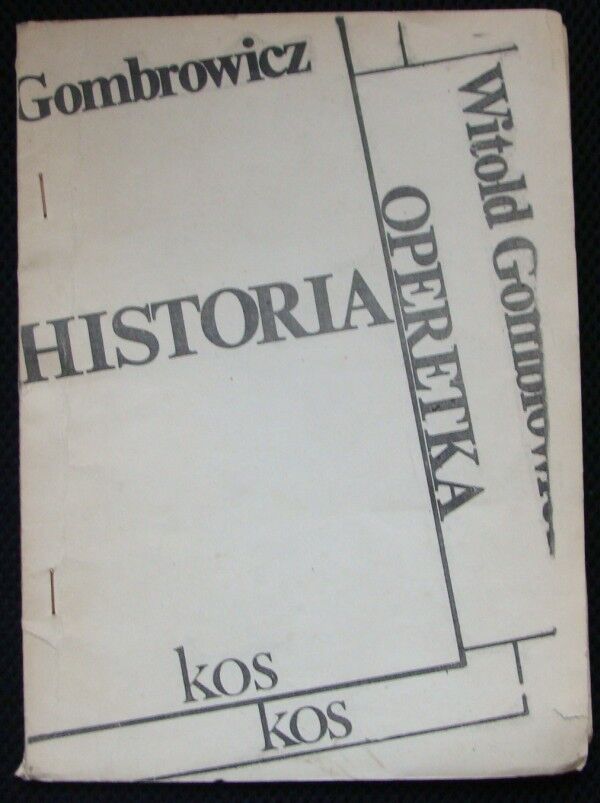 Gombrowicz
HISTORIA
Witold Gombrowicz
OPERETKA
kos
kos